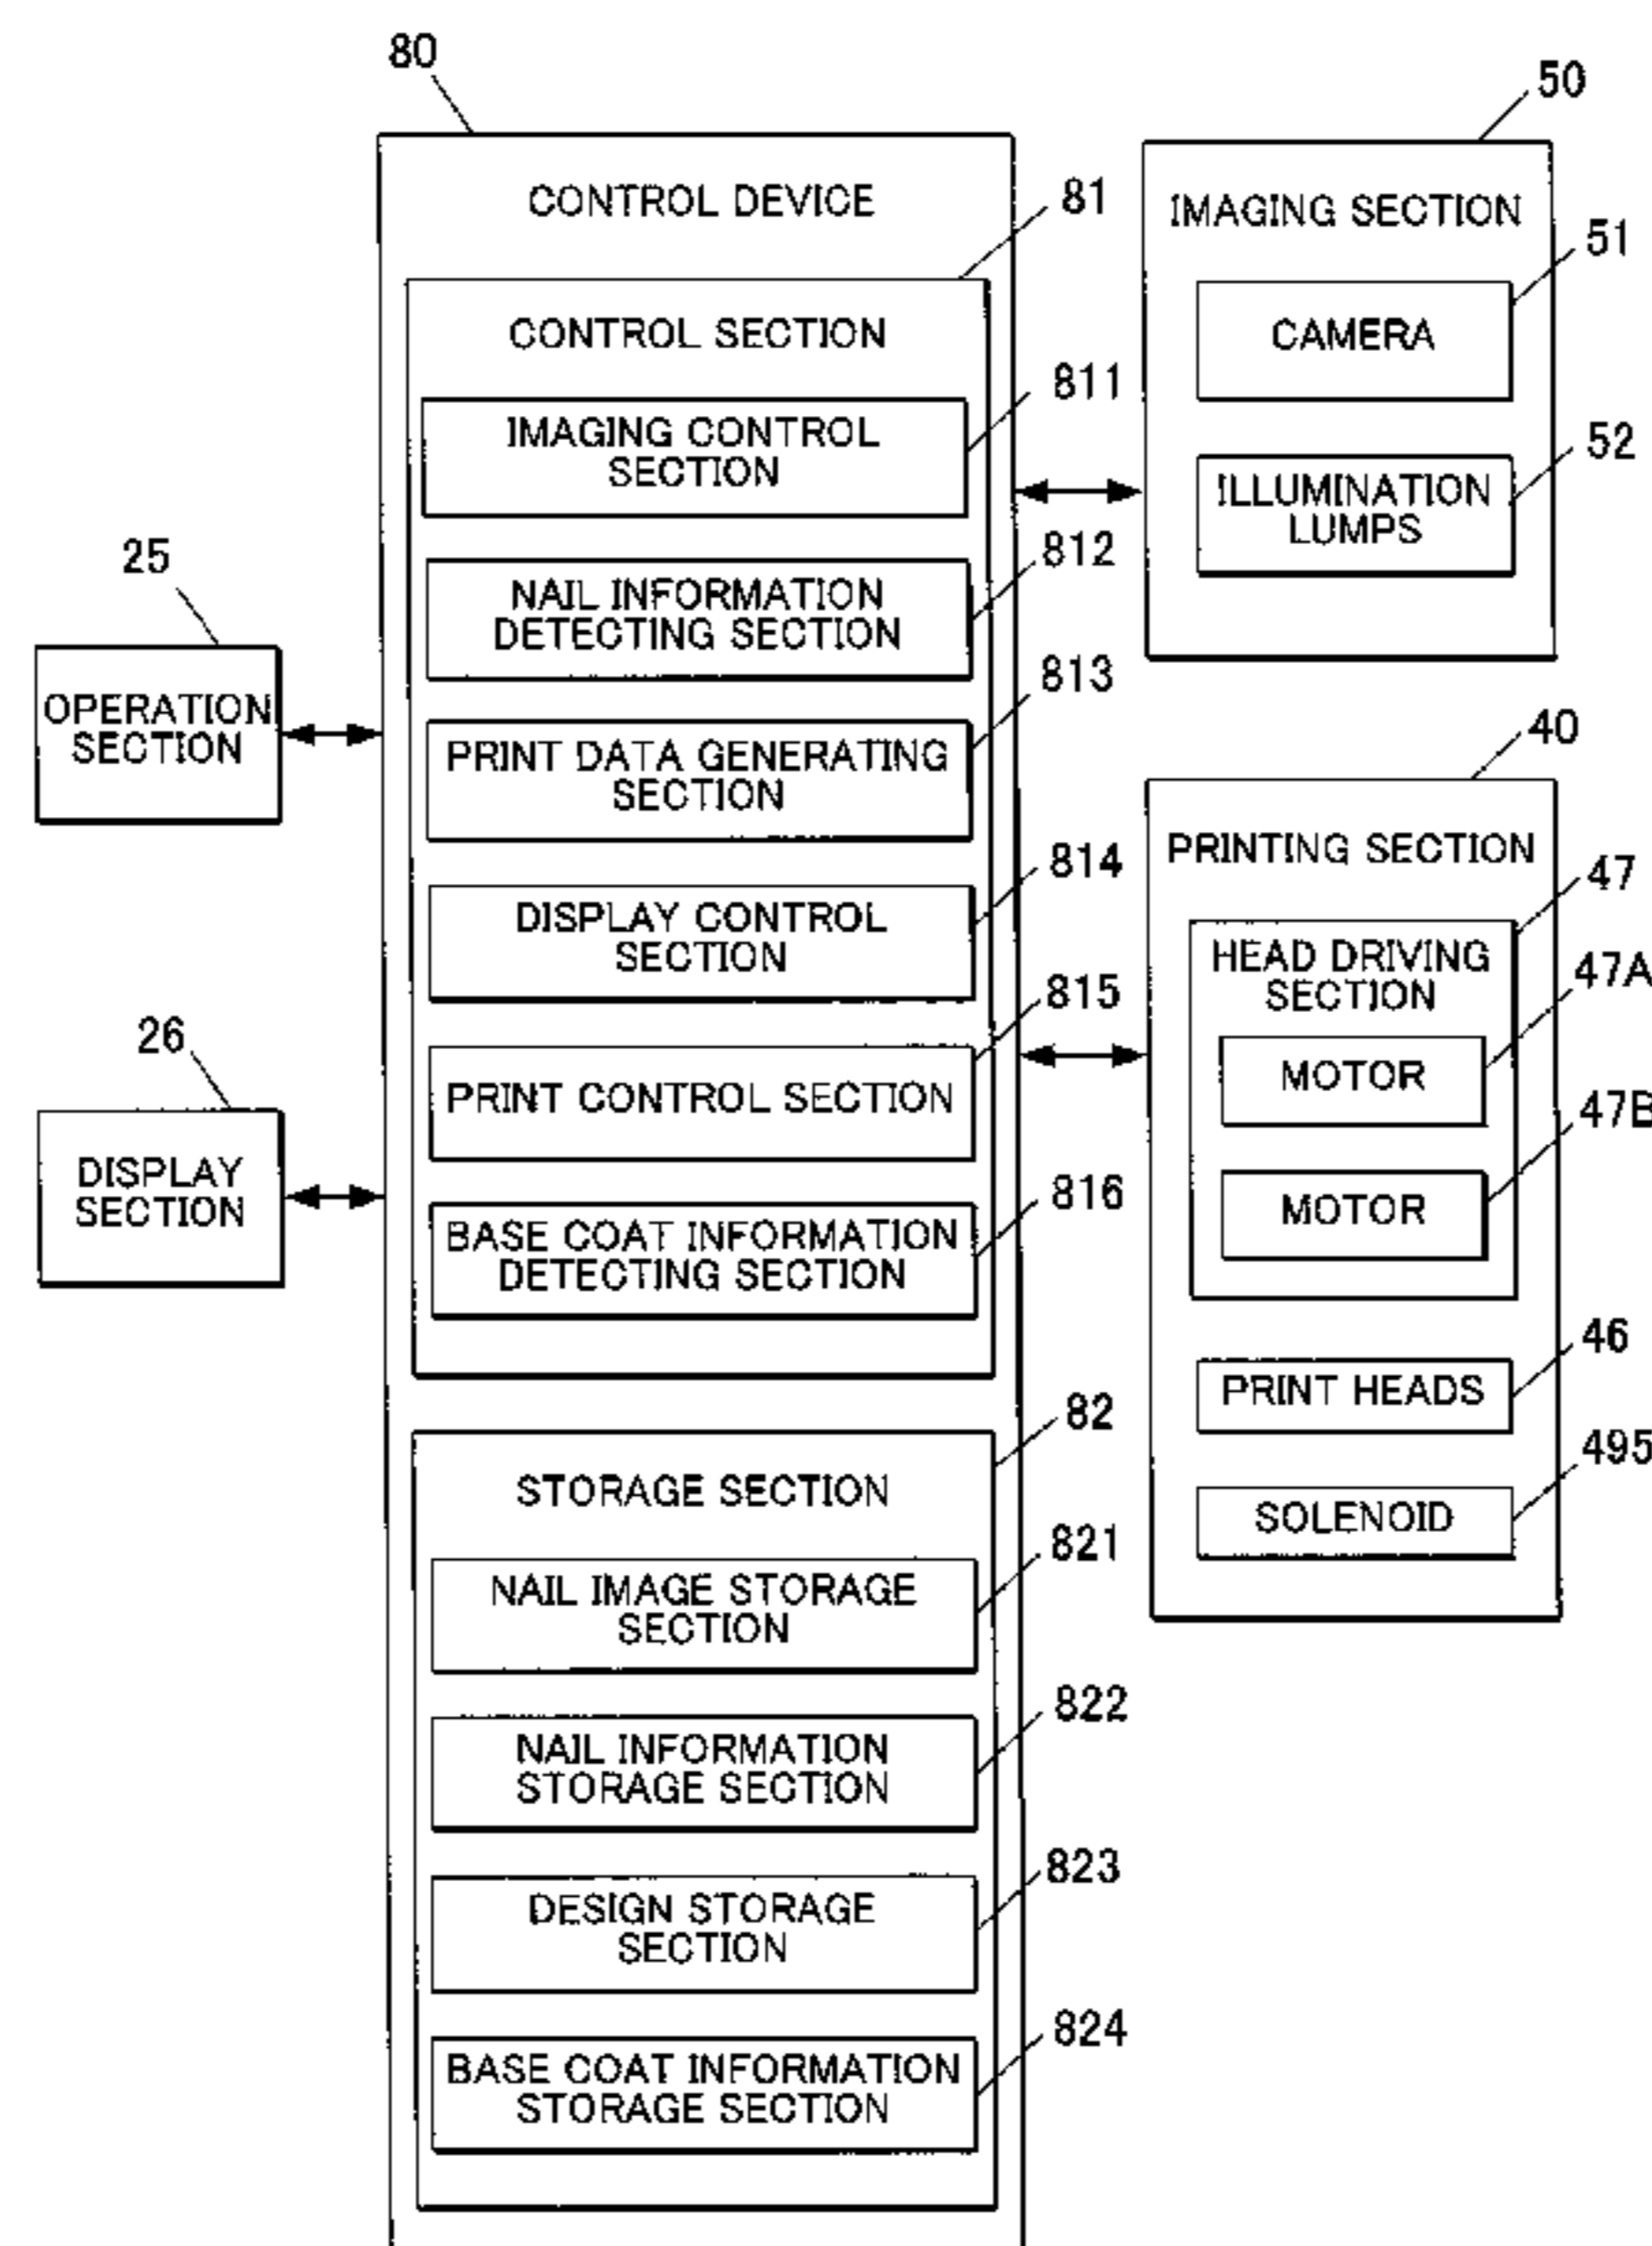 80
CONTROL DEVICE
81
CONTROL SECTION
811
IMAGING CONTROL
SECTION
812
NAIL INFORMATION
DETECTING SECTION
813
PRINT DATA GENERATING
SECTION
814
DISPLAY CONTROL
SECTION
815
PRINT CONTROL SECTION
816
BASE COAT INFORMATION
DETECTING SECTION
82
STORAGE SECTION
821
NAIL IMAGE STORAGE
SECTION
822
NAIL INFORMATION
STORAGE SECTION
823
DESIGN STORAGE
SECTION
824
BASE COAT INFORMATION
STORAGE SECTION
25
OPERATION
SECTION
26
DISPLAY
SECTION
50
IMAGING SECTION
51
CAMERA
52
ILLUMINATION
LUMPS
40
PRINTING SECTION
47
HEAD DRIVING
SECTION
47A
MOTOR
47B
MOTOR
46
PRINT HEADS
495
SOLENOID